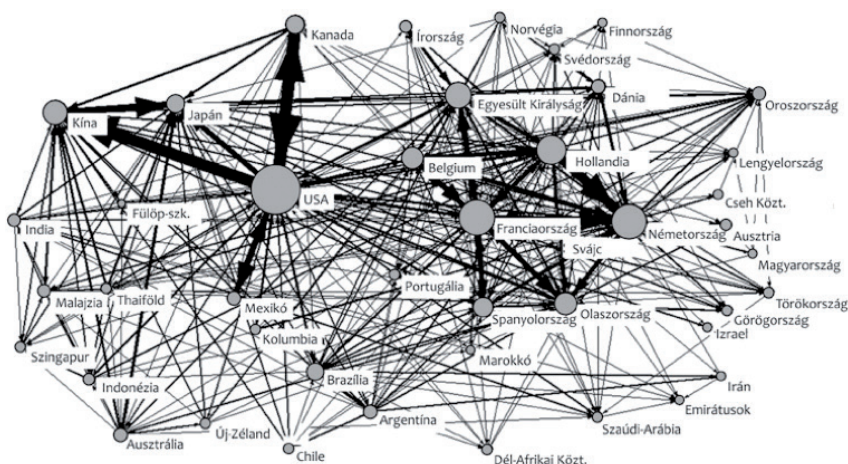 Kanada
Írország
Norvégia
Finnország
Svédország
Kína
Japán
Egyesült Királyság
Dánia
Oroszország
Belgium
Hollandia
Lengyelország
USA
Cseh Közt.
India
Fülöp-szk.
Franciaország
Németország
Ausztria
Svájc
Magyarország
Malajzia
Thaiföld
Mexikó
Portugália
Törökország
Spanyolország
Olaszország
Görögország
Izrael
Kolumbia
Szingapur
Marokkó
Indonézia
Brazília
Irán
Argentína
Emirátusok
Szaúdi-Arábia
Ausztrália
Új-Zéland
Chile
Dél-Afrikai Közt.